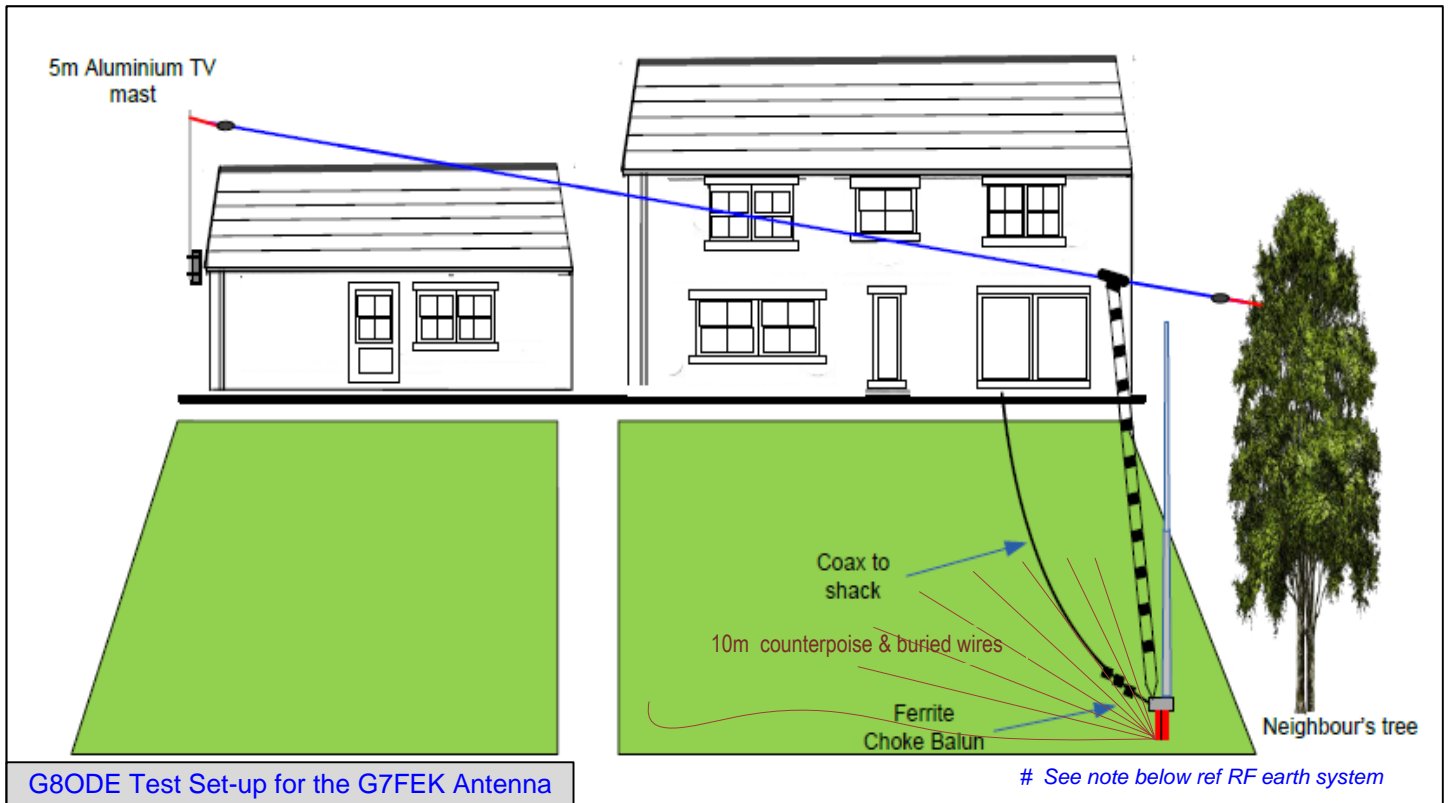 5m Aluminium TV
mast
Coax to
shack
10m counterpoise & buried wires
Ferrite
Choke Balun
Neighbour's tree
G8ODE Test Set-up for the G7FEK Antenna
# See note below ref RF earth system